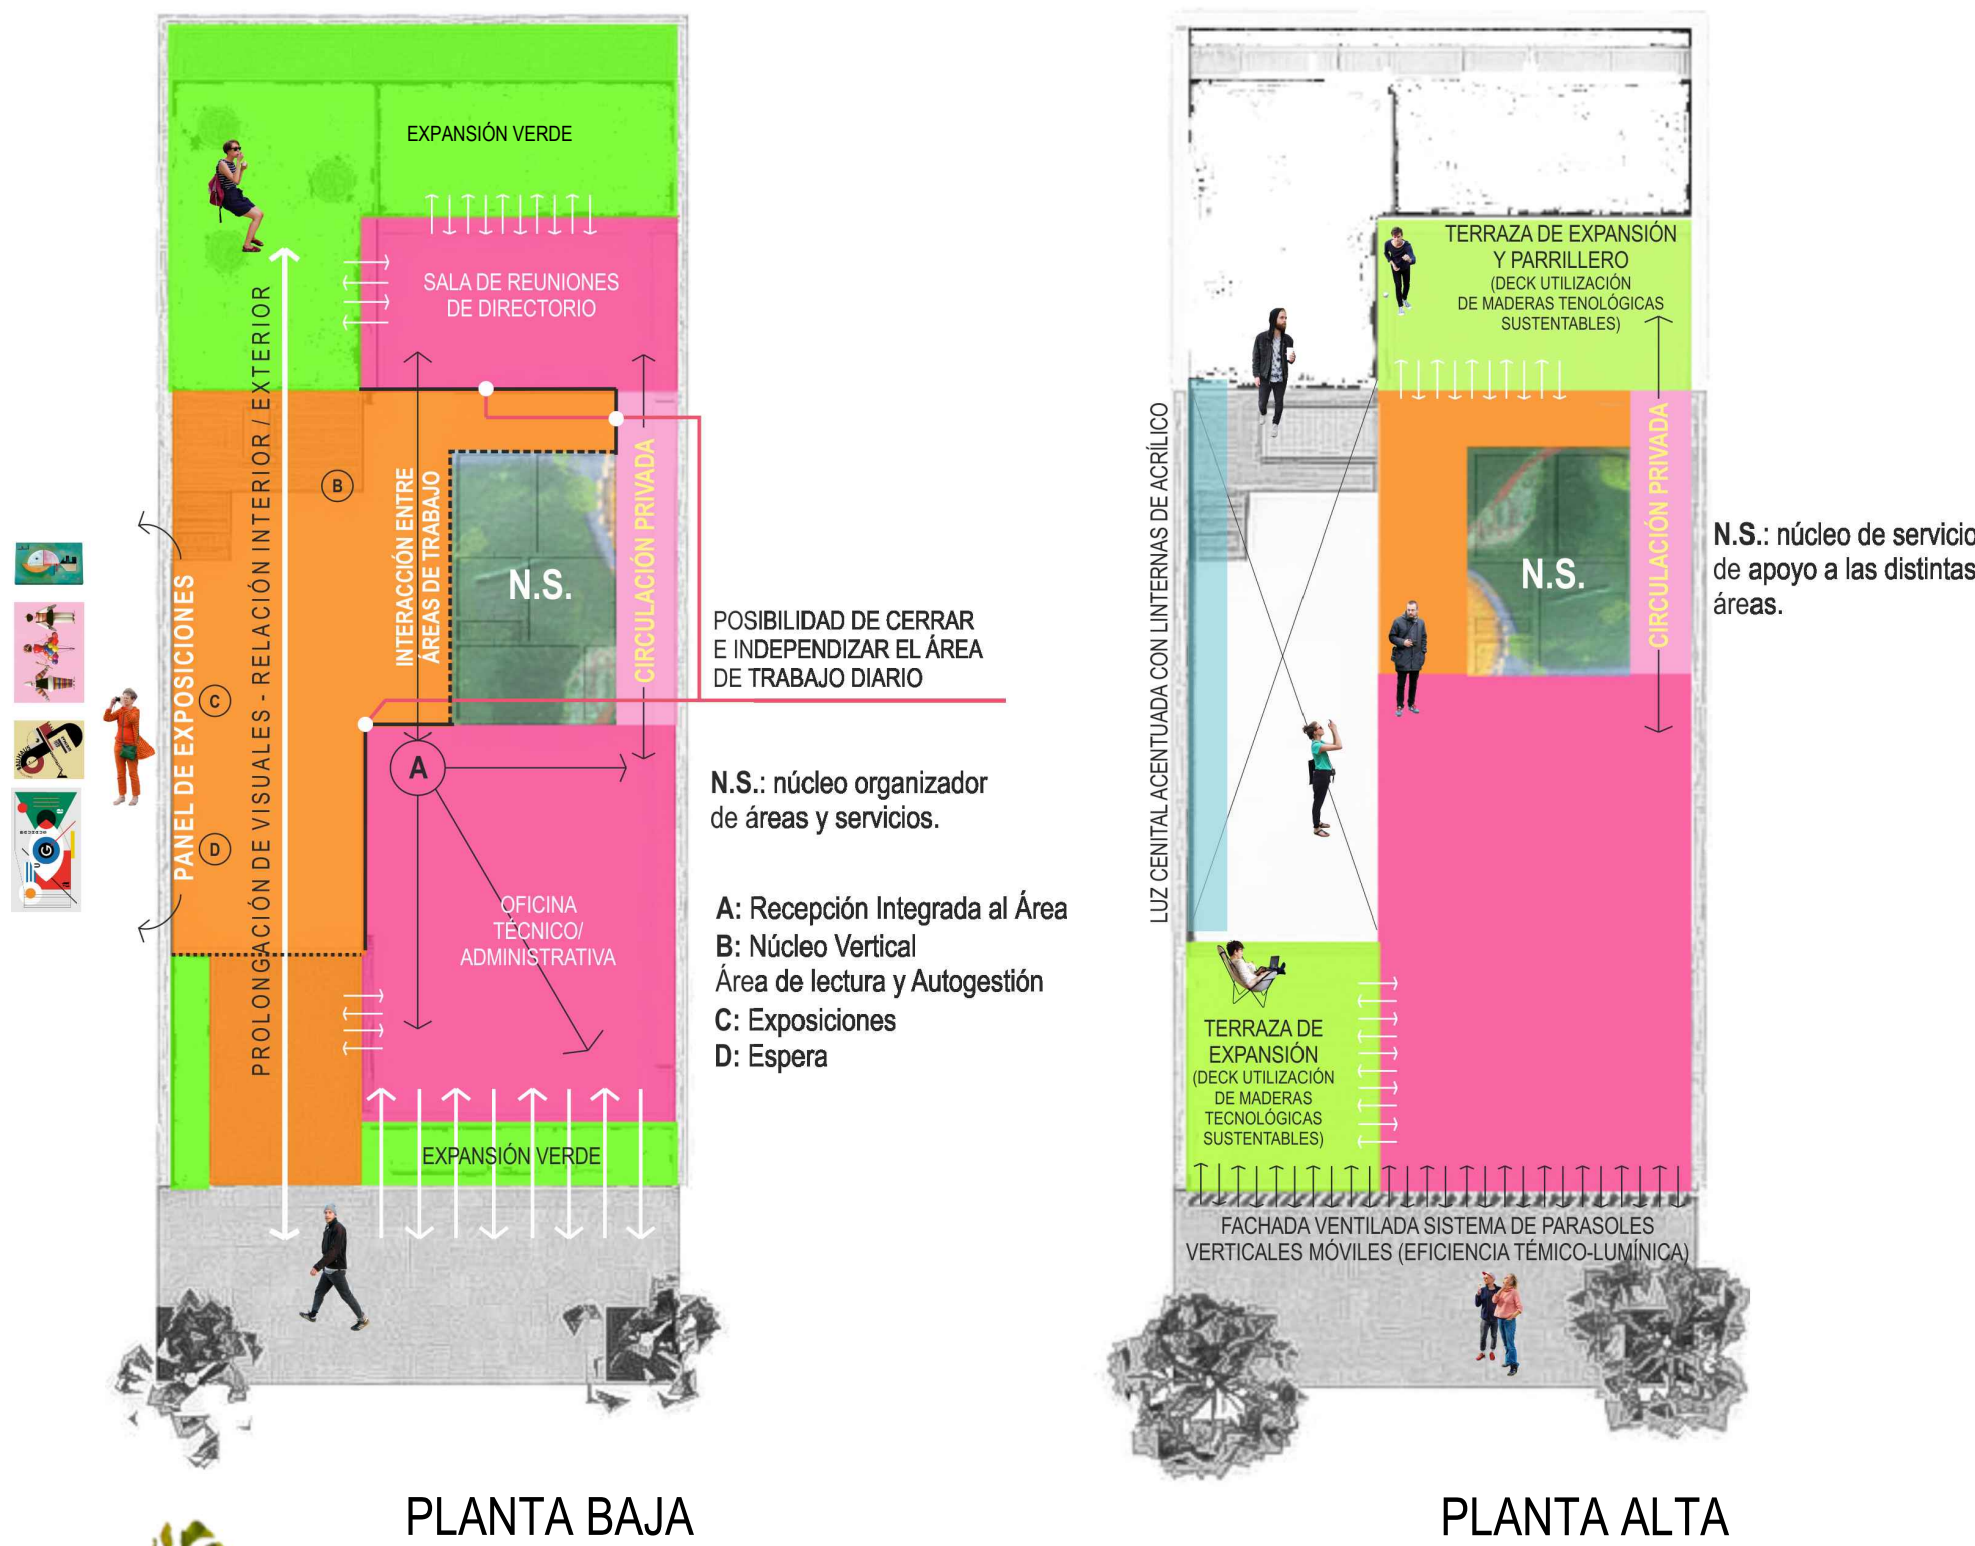 EXPANSIÓN VERDE
SALA DE REUNIONES
DE DIRECTORIO
PROLONGACIÓN DE VISUALES - RELACIÓN INTERIOR / EXTERIOR
PANEL DE EXPOSICIONES
B
C
D
INTERACCIÓN ENTRE
ÁREAS DE TRABAJO
N.S.
CIRCULACIÓN PRIVADA
A
OFICINA
TÉCNICO/
ADMINISTRATIVA
EXPANSIÓN VERDE
POSIBILIDAD DE CERRAR
E INDEPENDIZAR EL ÁREA
DE TRABAJO DIARIO
N.S.: núcleo organizador
de áreas y servicios.
A: Recepción Integrada al Área
B: Núcleo Vertical
Área de lectura y Autogestión
C: Exposiciones
D: Espera
PLANTA BAJA
TERRAZA DE EXPANSIÓN
Y PARRILLERO
(DECK UTILIZACIÓN
DE MADERAS TENOLÓGICAS
SUSTENTABLES)
LUZ CENITAL ACENTUADA CON LINTERNAS DE ACRÍLICO
N.S.
CIRCULACIÓN PRIVADA
N.S.: núcleo de servicio
de apoyo a las distintas
áreas.
TERRAZA DE
EXPANSIÓN
(DECK UTILIZACIÓN
DE MADERAS
TECNOLÓGICAS
SUSTENTABLES)
FACHADA VENTILADA SISTEMA DE PARASOLES
VERTICALES MÓVILES (EFICIENCIA TÉMICO-LUMÍNICA)
PLANTA ALTA